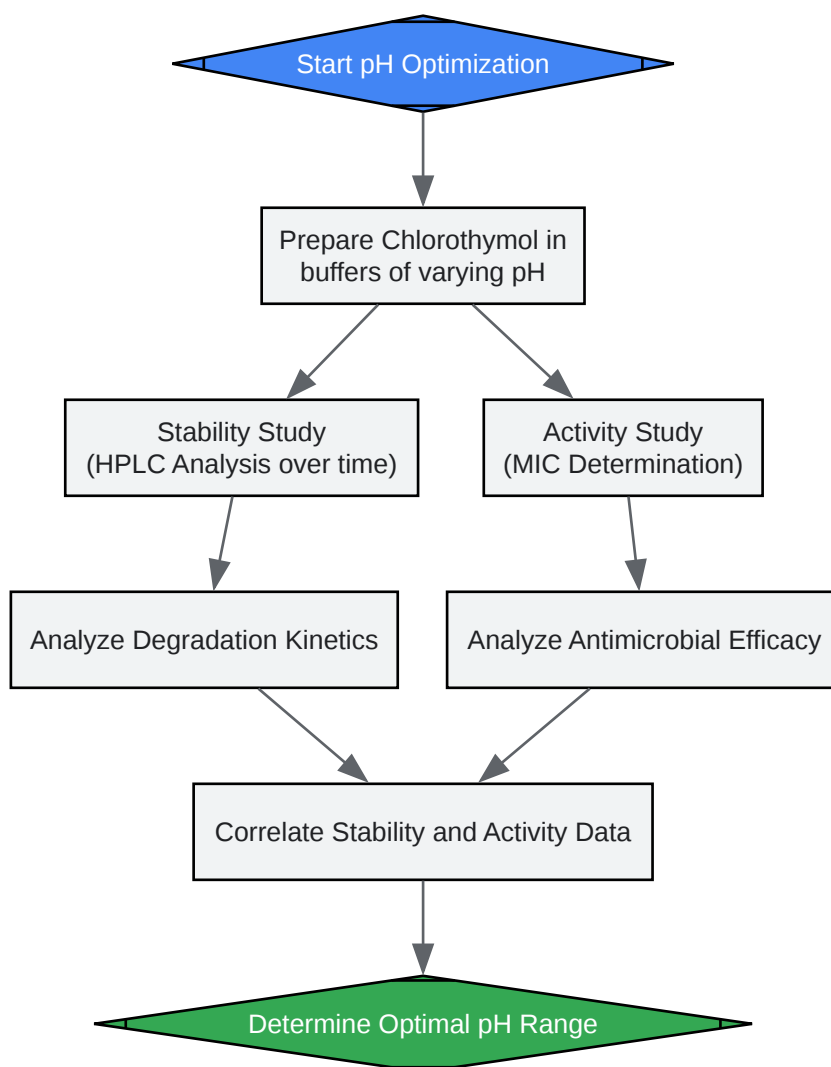 Start pH Optimization
Prepare Chlorothymol in
buffers of varying pH
Stability Study
(HPLC Analysis over time)
Activity Study
(MIC Determination)
Analyze Degradation Kinetics
Analyze Antimicrobial Efficacy
Correlate Stability and Activity Data
Determine Optimal pH Range